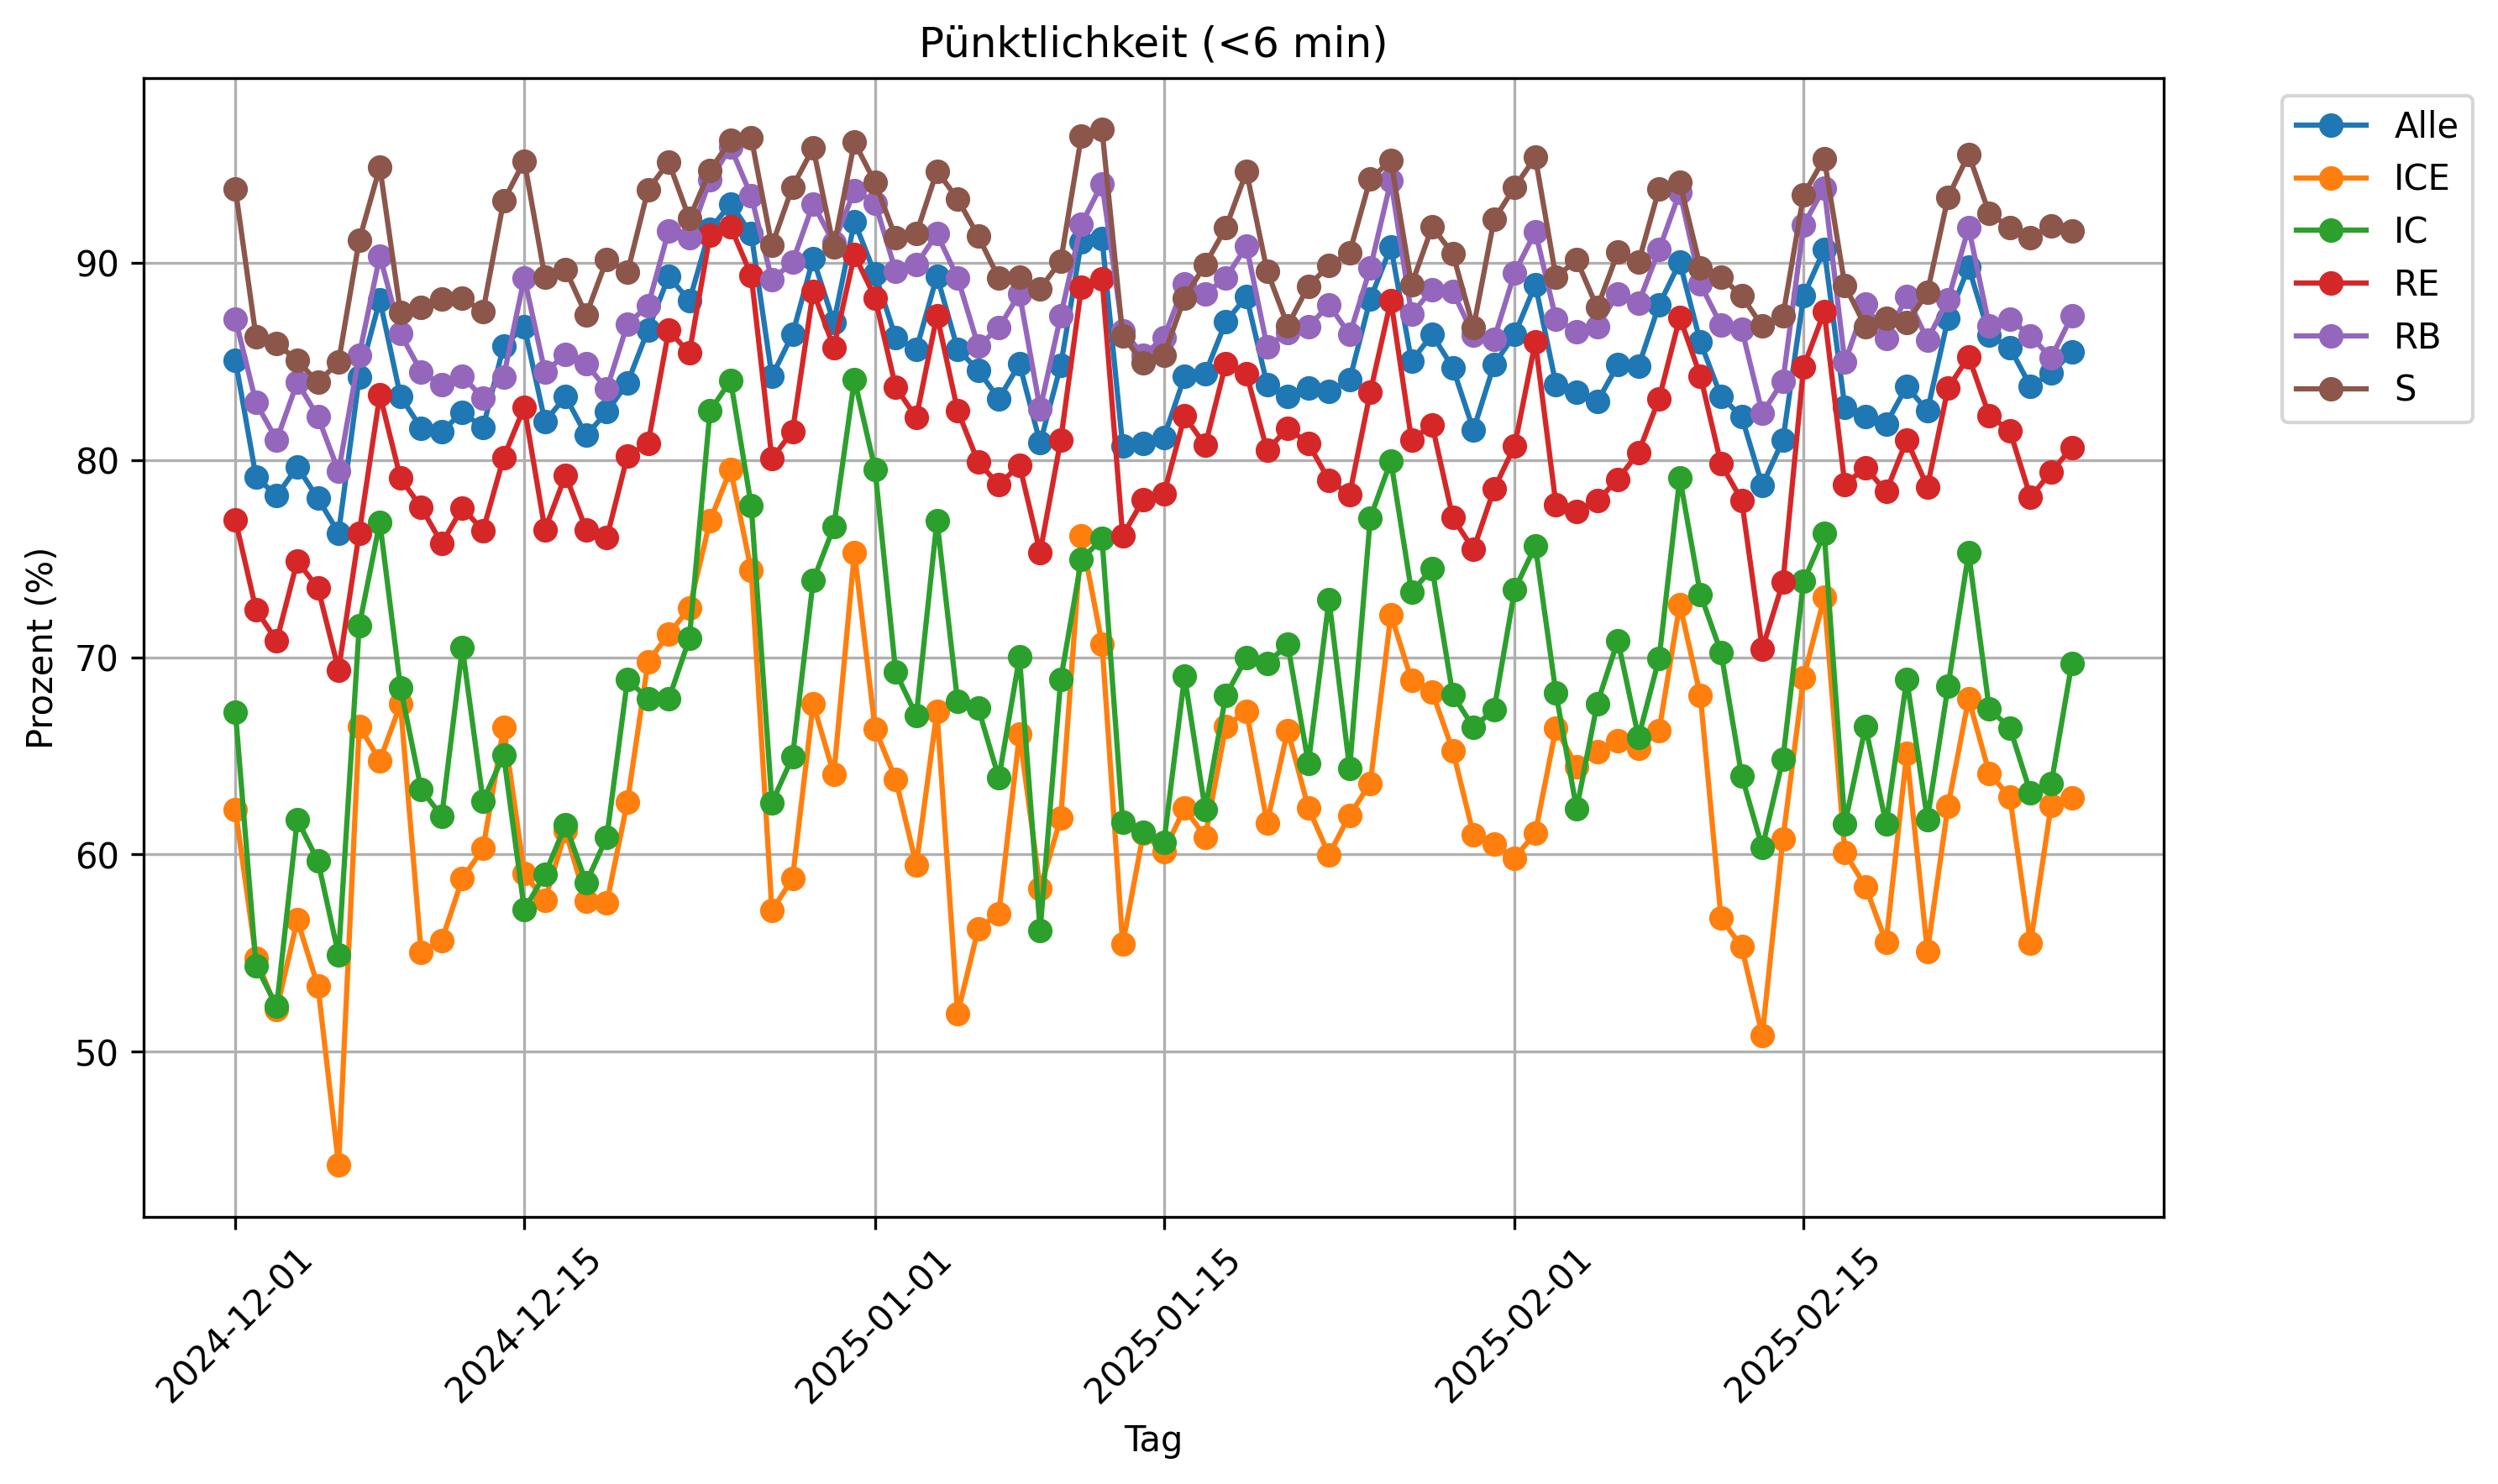 Pünktlichkeit (<6 min)
Prozent (%)
90
80
70
60
50
2024-12-01
2024-12-15
2025-01-01
2025-01-15
2025-02-01
2025-02-15
Tag
Alle
ICE
IC
RE
RB
S